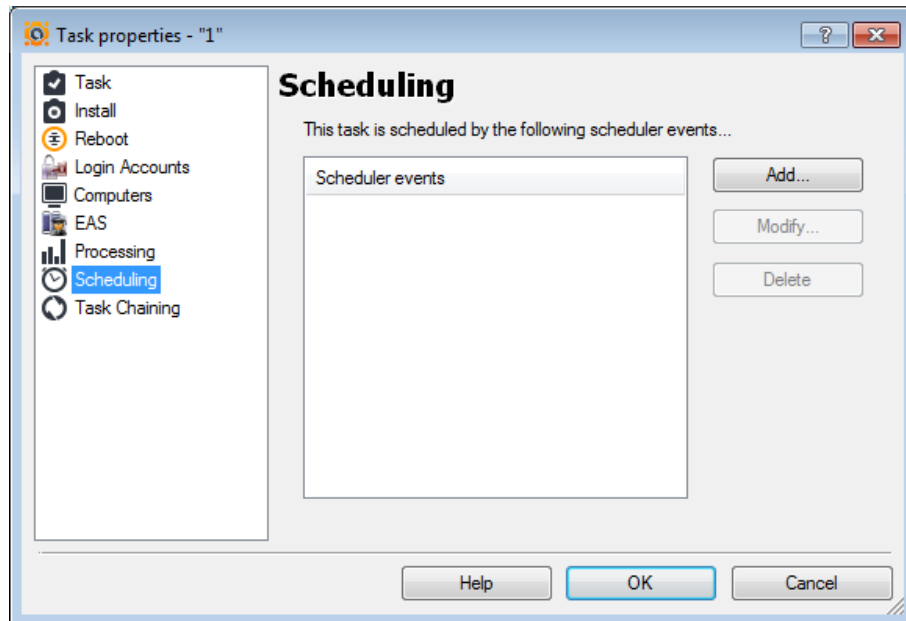 Task properties - "1"
Task
Install
Reboot
Login Accounts
Computers
EAS
Processing
Scheduling
Task Chaining
Scheduling
This task is scheduled by the following scheduler events...
Scheduler events
Add...
Modify...
Delete
Help
OK
Cancel